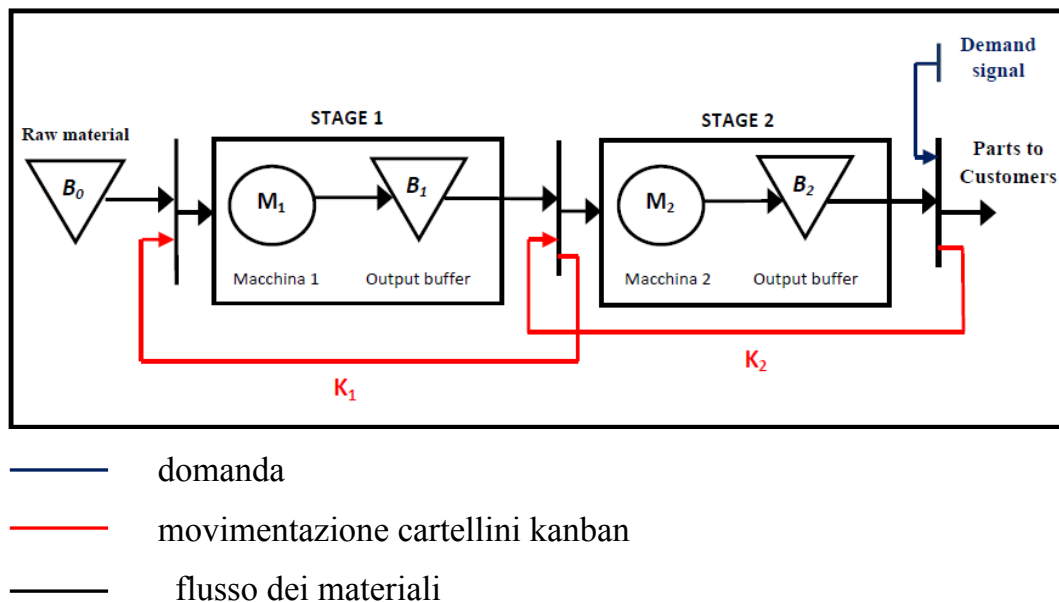 Demand
signal
STAGE 1
STAGE 2
Raw material
Parts to
Customers
B0
M1
B1
M2
B2
Macchina 1
Output buffer
Macchina 2
Output buffer
K1
K2
domanda
movimentazione cartellini kanban
flusso dei materiali